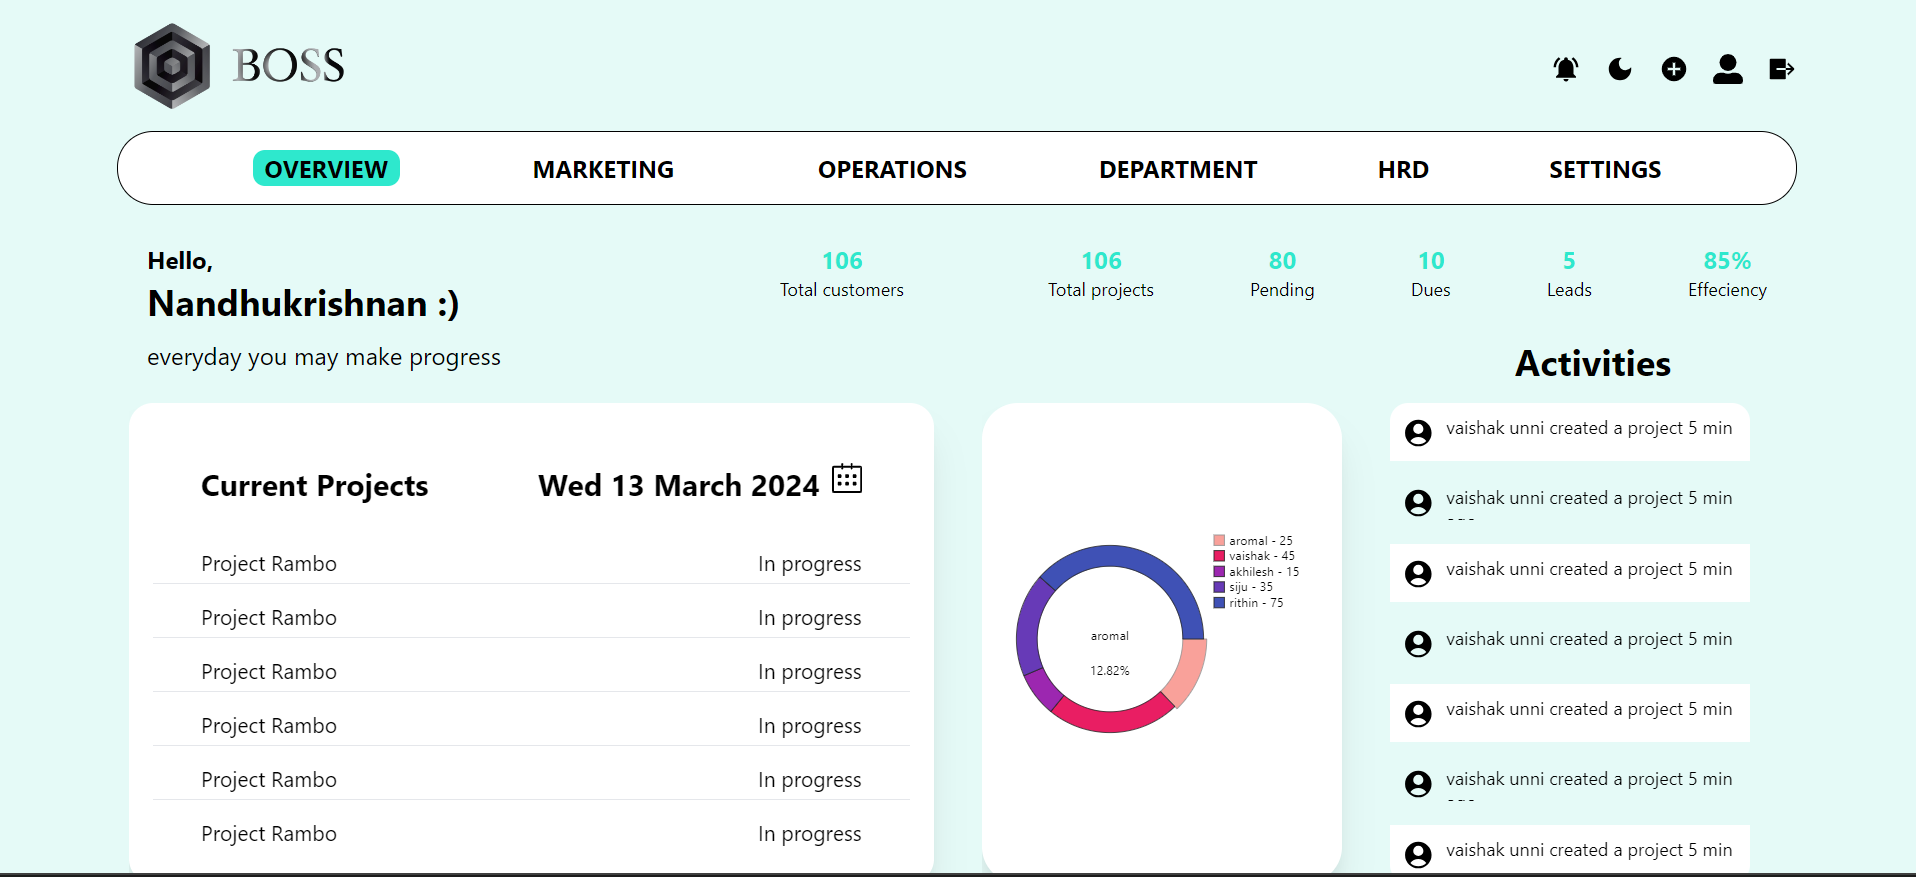 BOSS
OVERVIEW MARKETING OPERATIONS DEPARTMENT HRD SETTINGS
Hello,
Nandhukrishnan :)
everyday you may make progress
106 106 80 10 5 85%
Total customers Total projects Pending Dues Leads Effeciency
Current Projects Wed 13 March 2024
Project Rambo In progress
Project Rambo In progress
Project Rambo In progress
Project Rambo In progress
Project Rambo In progress
Project Rambo In progress
aromal - 25
vaishak - 45
akhilesh - 15
siju - 35
rithin - 75
aromal
12.82%
Activities
vaishak unni created a project 5 min
vaishak unni created a project 5 min
vaishak unni created a project 5 min
vaishak unni created a project 5 min
vaishak unni created a project 5 min
vaishak unni created a project 5 min
vaishak unni created a project 5 min